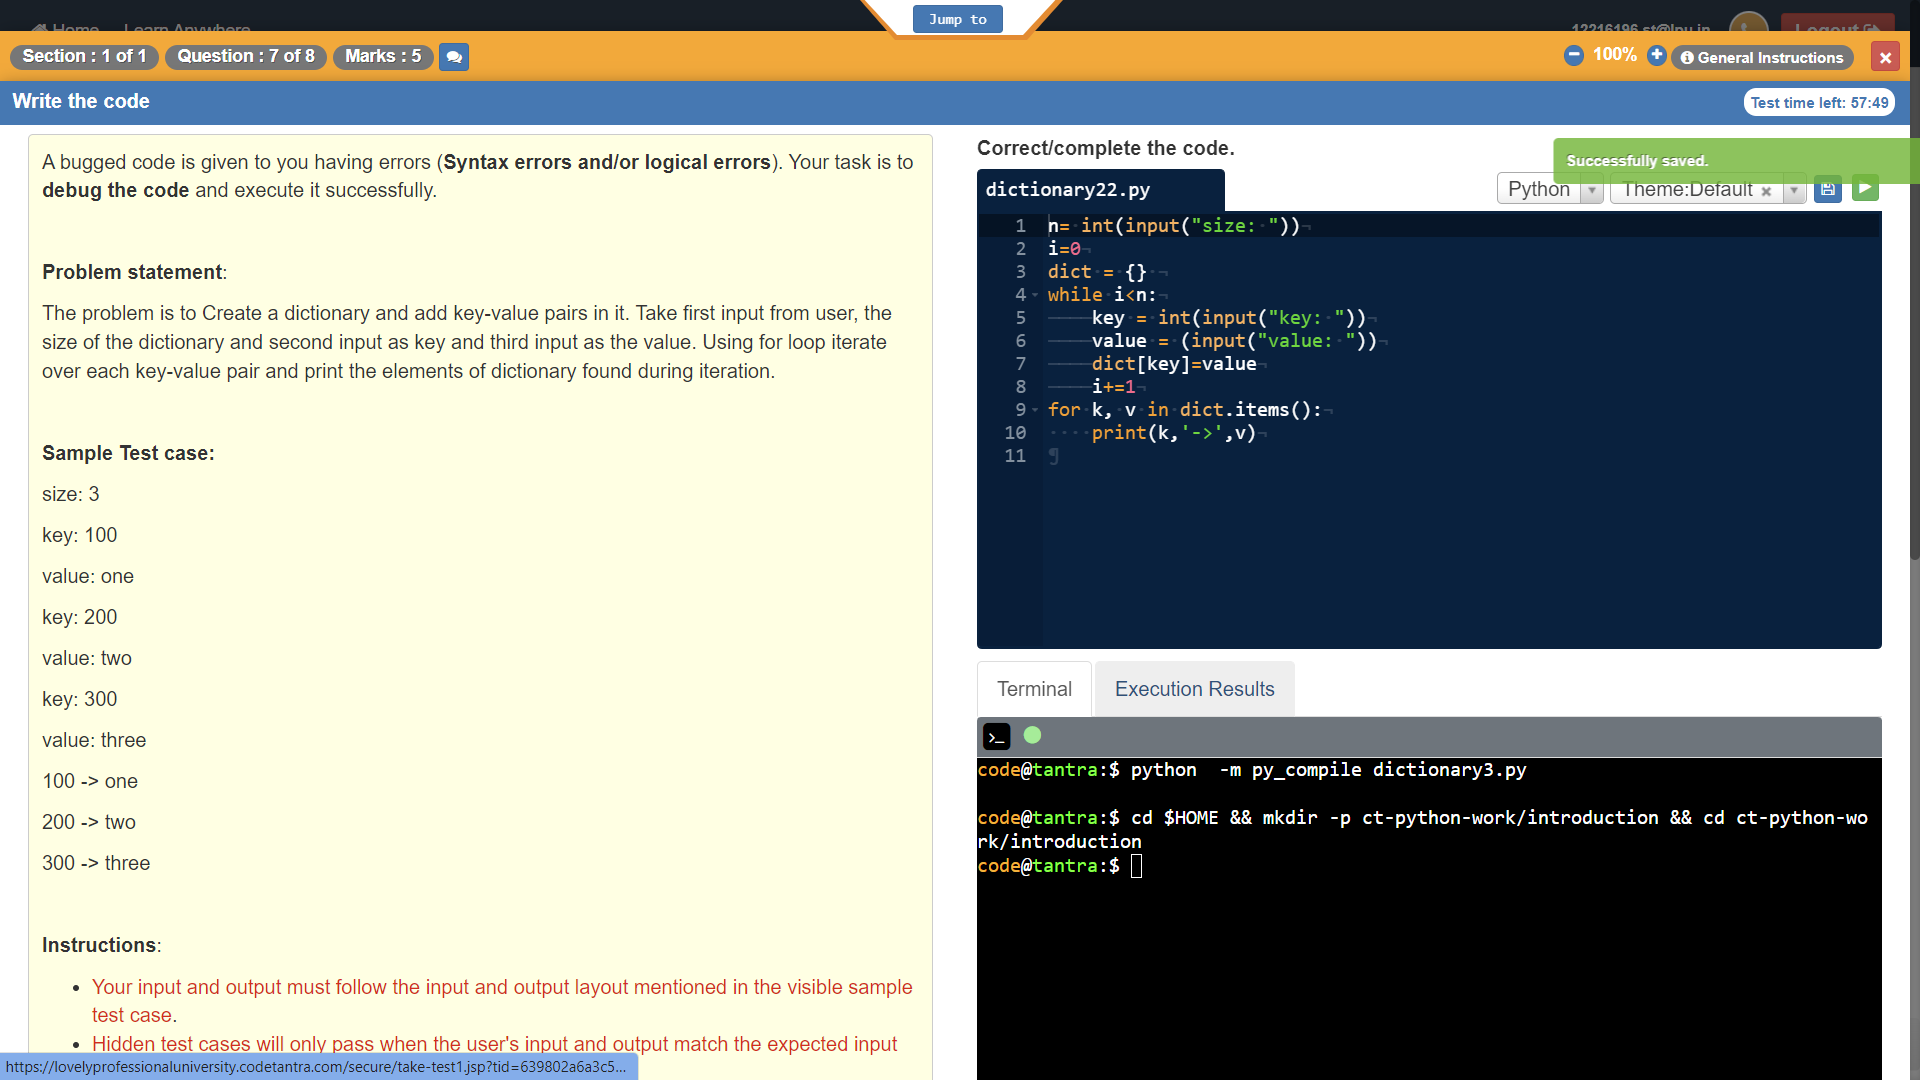 Home Learn Anywhere
Jump to
12216196.st@lpu.in
Logout
Section : 1 of 1 Question : 7 of 8 Marks : 5
100% General Instructions
Write the code
Test time left: 57:49
A bugged code is given to you having errors (Syntax errors and/or logical errors). Your task is to
debug the code and execute it successfully.
Problem statement:
The problem is to Create a dictionary and add key-value pairs in it. Take first input from user, the
size of the dictionary and second input as key and third input as the value. Using for loop iterate
over each key-value pair and print the elements of dictionary found during iteration.
Sample Test case:
size: 3
key: 100
value: one
key: 200
value: two
key: 300
value: three
100 -> one
200 -> two
300 -> three
Instructions:
• Your input and output must follow the input and output layout mentioned in the visible sample
test case.
• Hidden test cases will only pass when the user's input and output match the expected input
https://lovelyprofessionaluniversity.codetantra.com/secure/take-test1.jsp?tid=639802a6a3c5...
Correct/complete the code.
Successfully saved.
dictionary22.py
Python Theme:Default
1 n= int(input("size: "))
2 i=0
3 dict = {}
4 while i<n:
5 key = int(input("key: "))
6 value = (input("value: "))
7 dict[key]=value
8 i+=1
9 for k, v in dict.items():
10 print(k,'->',v)
11
Terminal Execution Results
code@tantra:$ python  -m py_compile dictionary3.py
code@tantra:$ cd $HOME && mkdir -p ct-python-work/introduction && cd ct-python-wo
rk/introduction
code@tantra:$